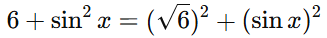 6 + sin² x = (√6)² + (sin x)²